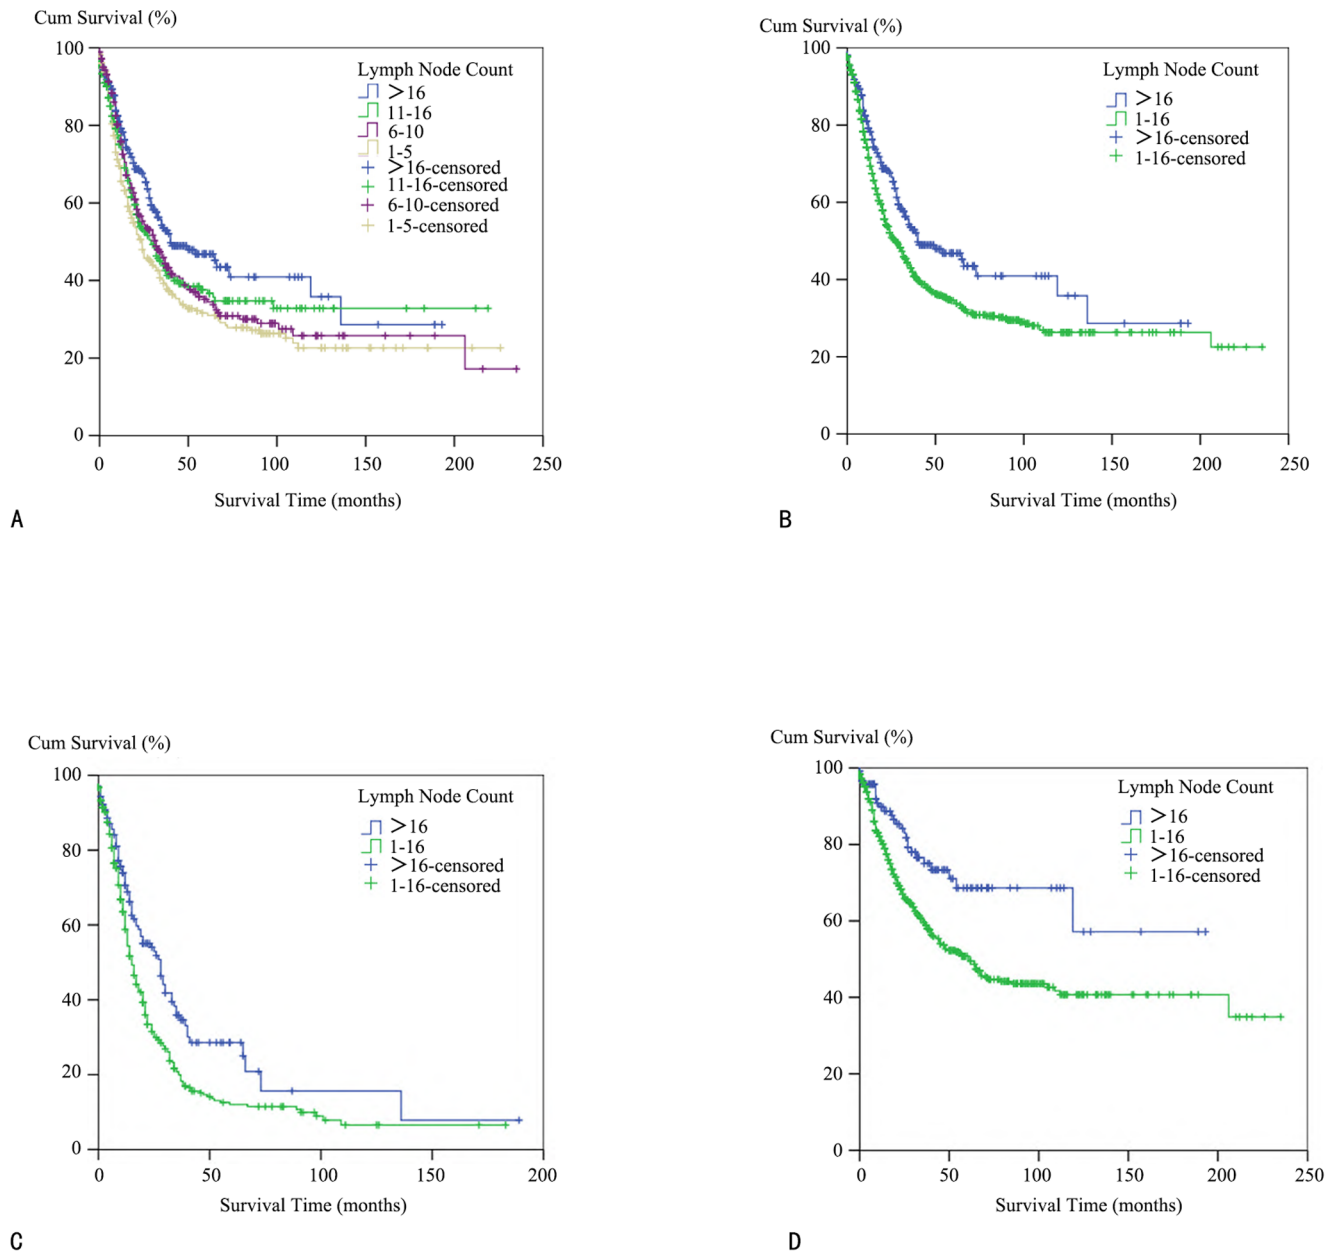 Cum Survival (%)
100
80
60
40
20
0
0 50 100 150 200 250
Survival Time (months)
Lymph Node Count
>16
11-16
6-10
1-5
>16-censored
11-16-censored
6-10-censored
1-5-censored
A
Cum Survival (%)
100
80
60
40
20
0
0 50 100 150 200 250
Survival Time (months)
Lymph Node Count
>16
1-16
>16-censored
1-16-censored
B
Cum Survival (%)
100
80
60
40
20
0
0 50 100 150 200
Survival Time (months)
Lymph Node Count
>16
1-16
>16-censored
1-16-censored
C
Cum Survival (%)
100
80
60
40
20
0
0 50 100 150 200 250
Survival Time (months)
Lymph Node Count
>16
1-16
>16-censored
1-16-censored
D